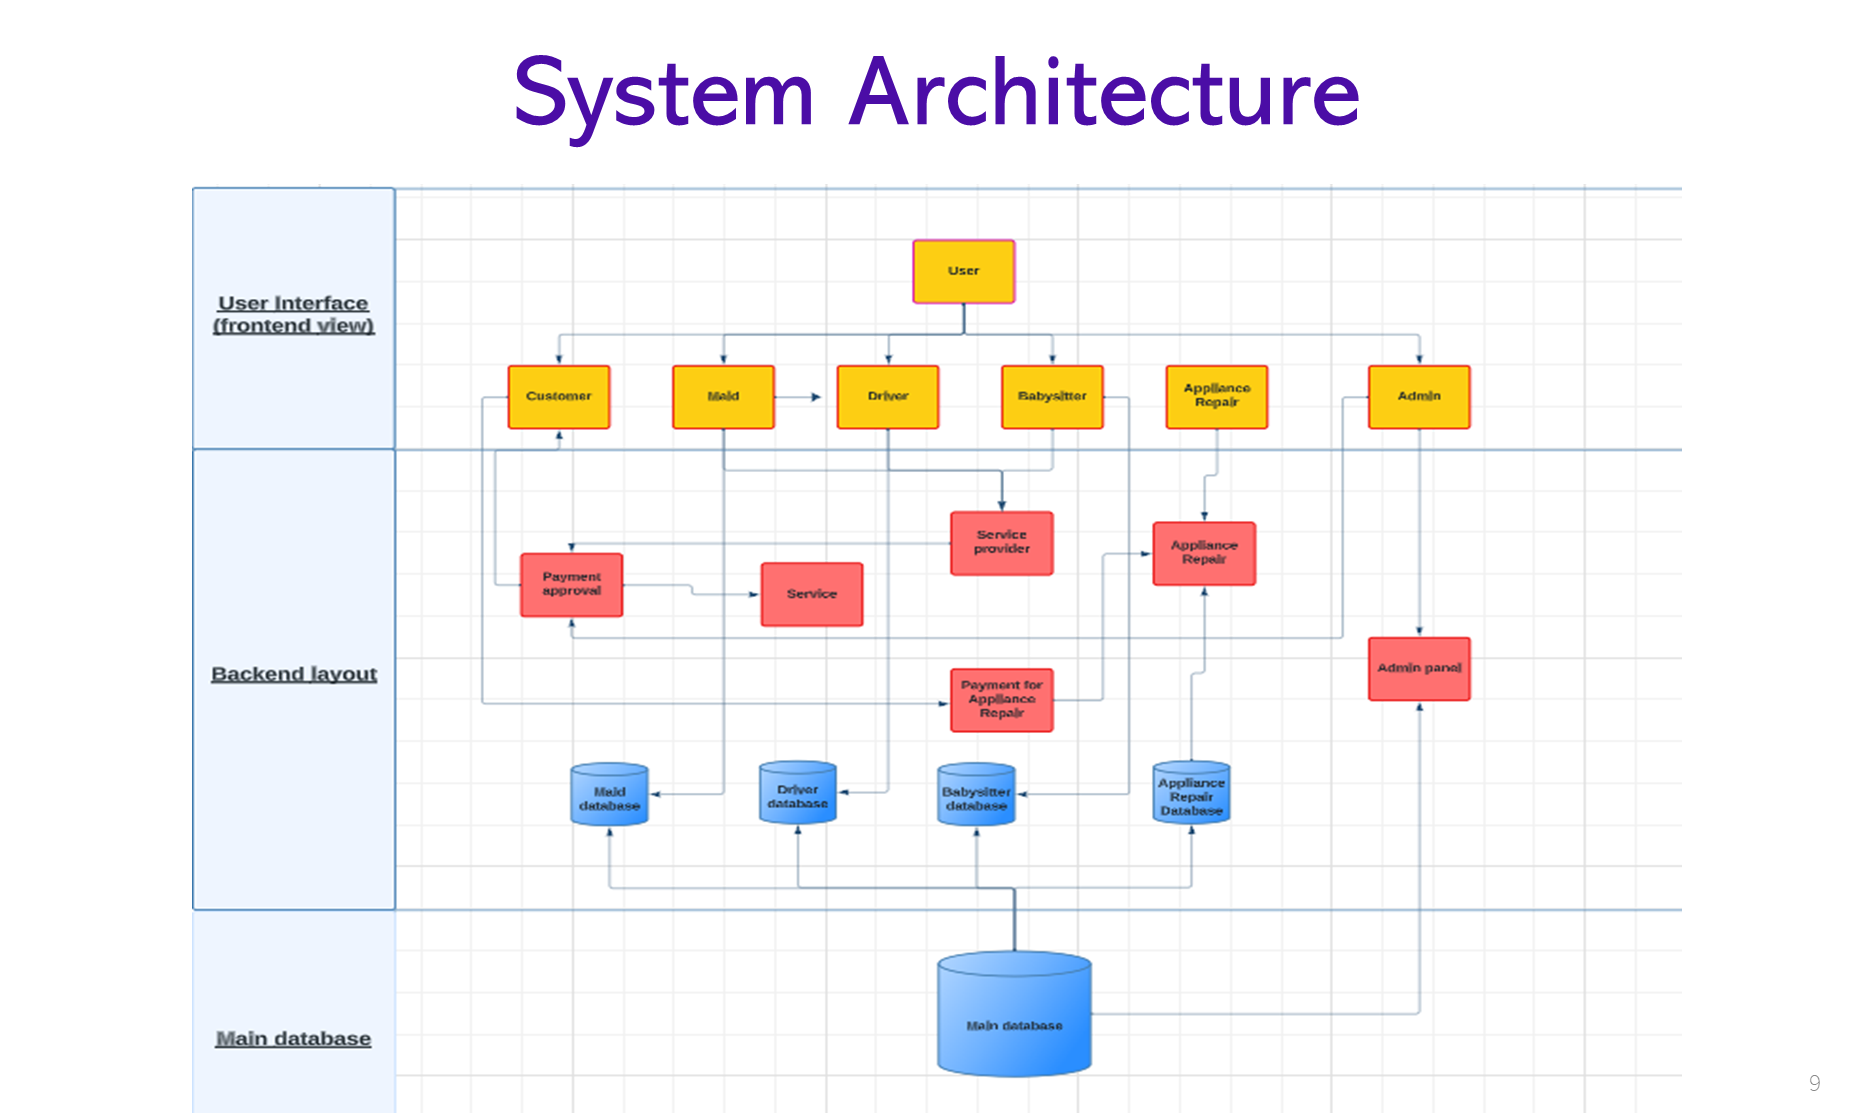 System Architecture
User Interface
(frontend view)
User
Customer
Maid
Driver
Babysitter
Appliance
Repair
Admin
Backend layout
Service
provider
Appliance
Repair
Payment
approval
Service
Admin panel
Payment for
Appliance
Repair
Maid
database
Driver
database
Babysitter
database
Appliance
Repair
Database
Main database
Main database
9